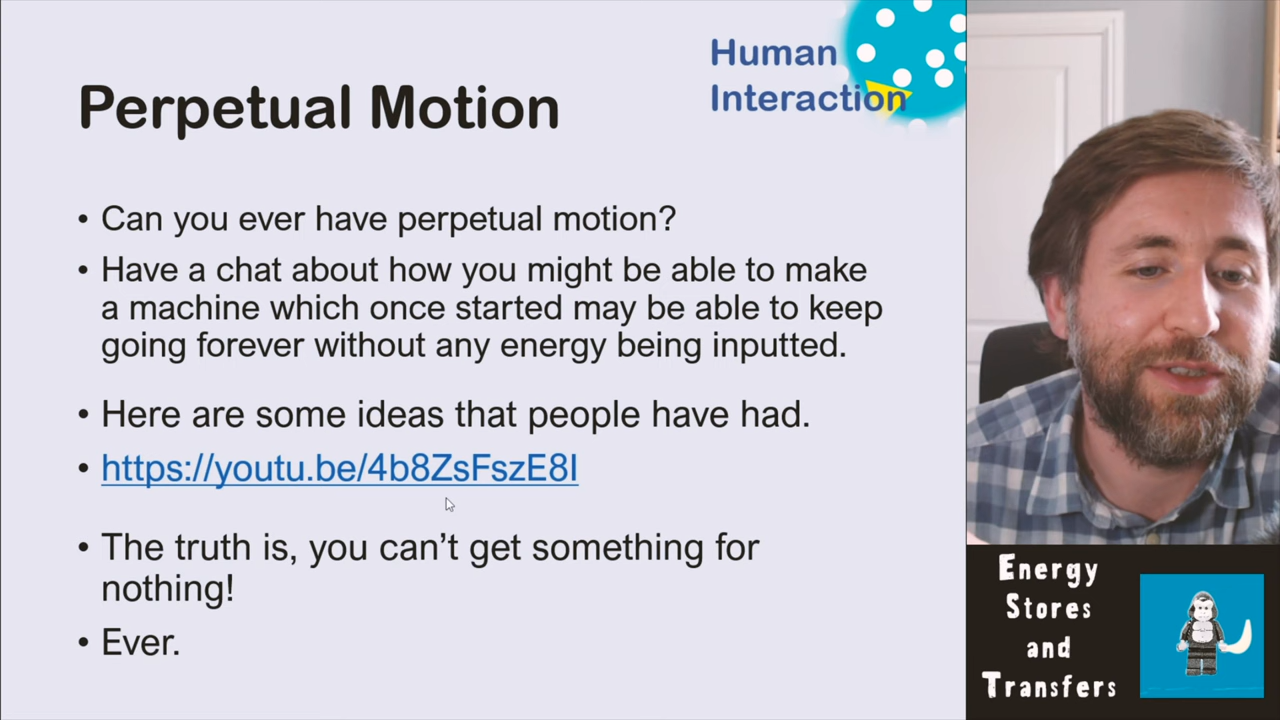 Human
Interaction
Perpetual Motion
• Can you ever have perpetual motion?
• Have a chat about how you might be able to make
a machine which once started may be able to keep
going forever without any energy being inputted.
• Here are some ideas that people have had.
• https://youtu.be/4b8ZsFszE8I
• The truth is, you can’t get something for
nothing!
• Ever.
Energy
Stores
and
Transfers